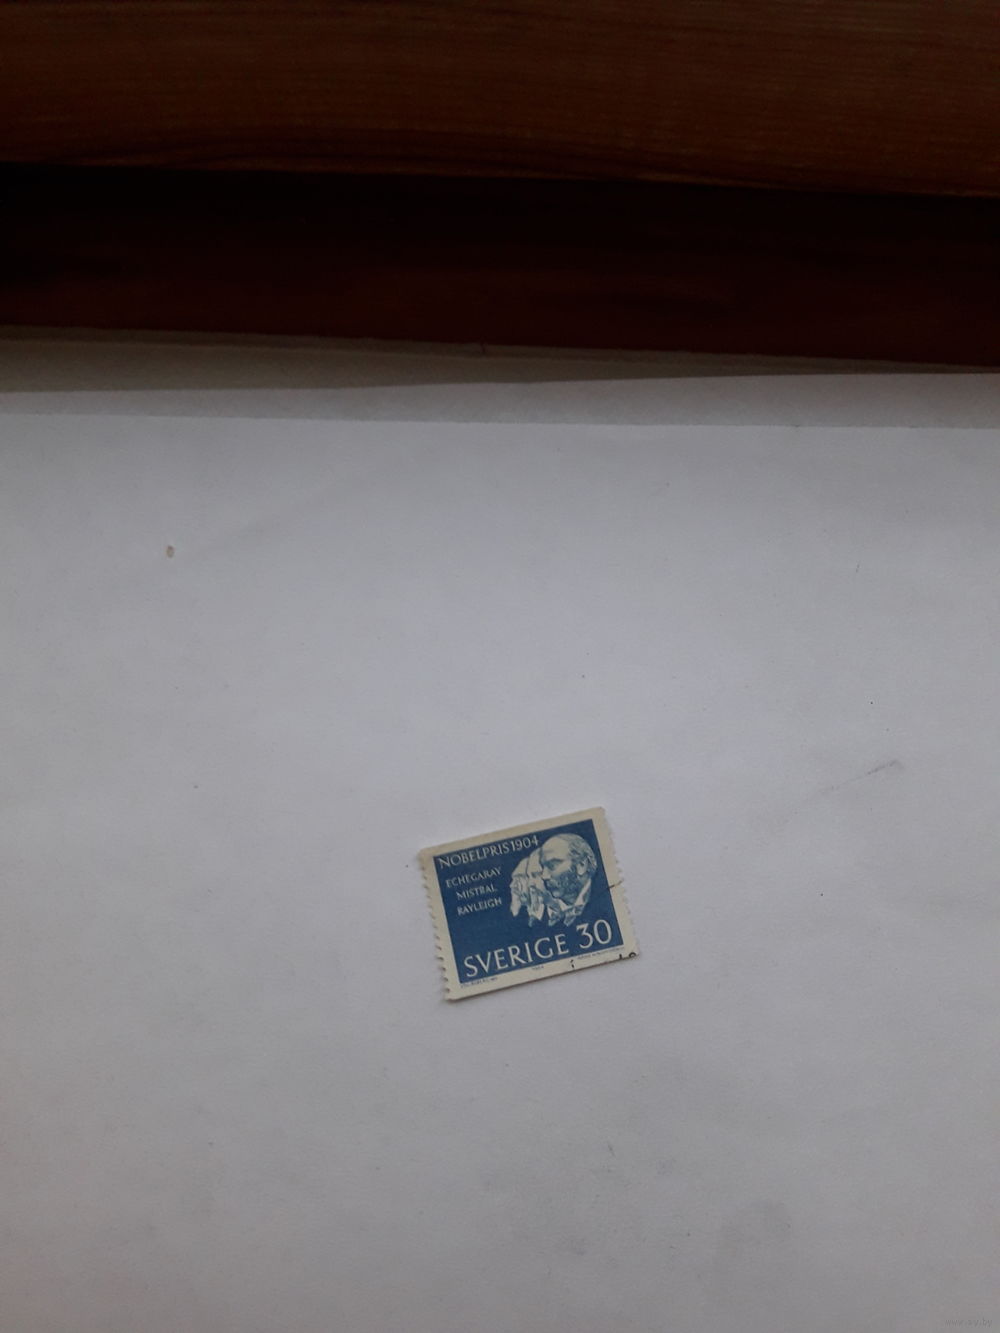 NOBELPRIS 1904
ECHEGARAY
MISTRAL
RAYLEIGH
SVERIGE 30